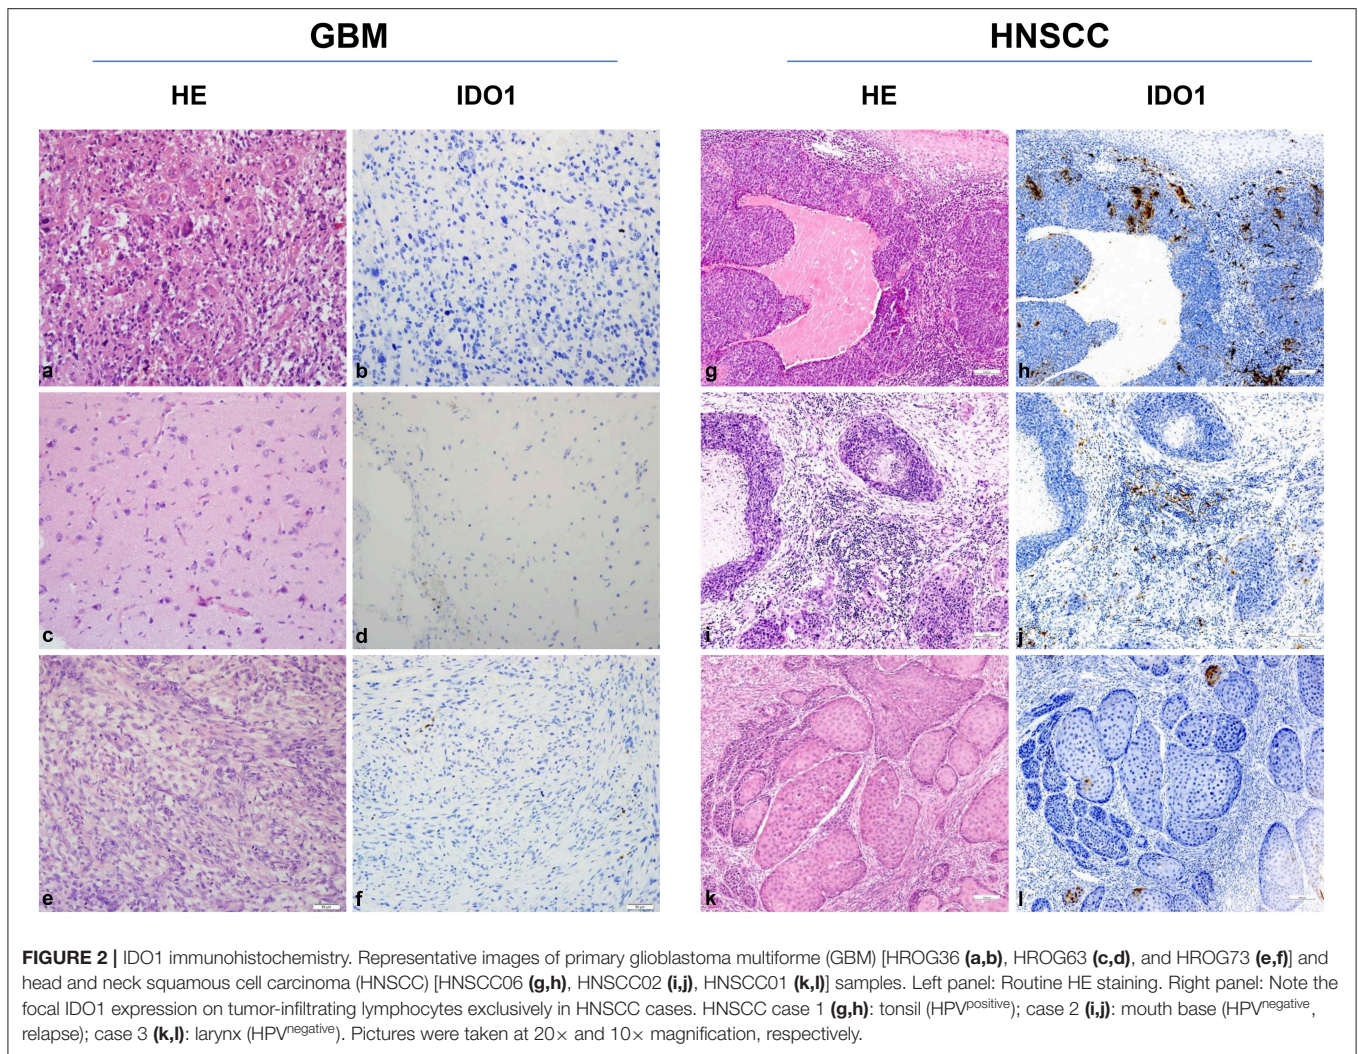 GBM
HNSCC
HE
IDO1
HE
IDO1
a
b
g
h
c
d
i
j
e
f
k
l
FIGURE 2 | IDO1 immunohistochemistry. Representative images of primary glioblastoma multiforme (GBM) [HROG36 (a,b), HROG63 (c,d), and HROG73 (e,f)] and
head and neck squamous cell carcinoma (HNSCC) [HNSCC06 (g,h), HNSCC02 (i,j), HNSCC01 (k,l)] samples. Left panel: Routine HE staining. Right panel: Note the
focal IDO1 expression on tumor-infiltrating lymphocytes exclusively in HNSCC cases. HNSCC case 1 (g,h): tonsil (HPVpositive); case 2 (i,j): mouth base (HPVnegative,
relapse); case 3 (k,l): larynx (HPVnegative). Pictures were taken at 20× and 10× magnification, respectively.